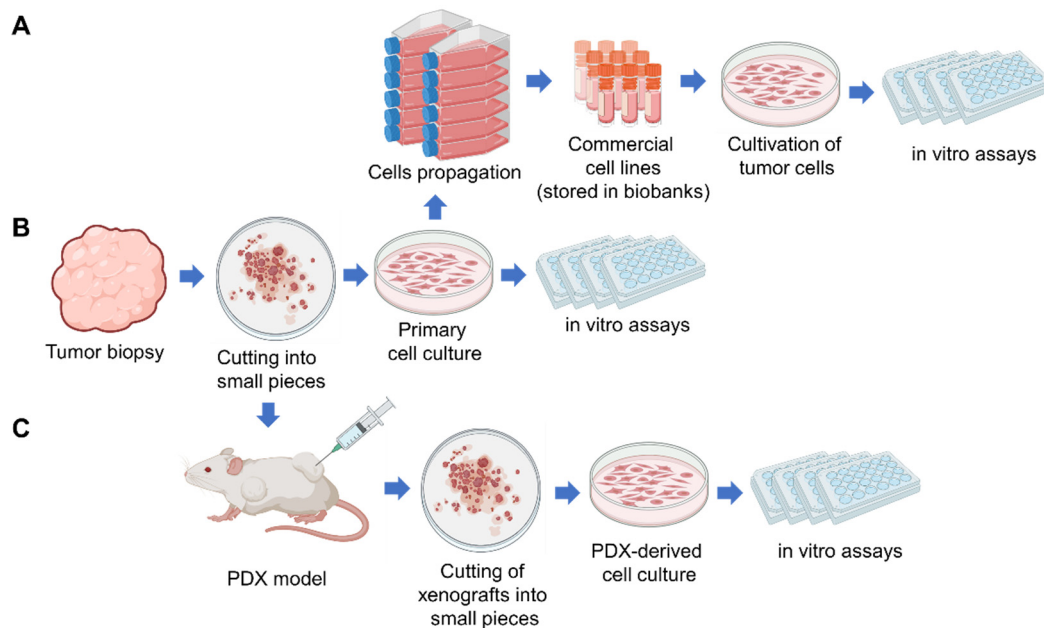 A
Cells propagation
Commercial
cell lines
(stored in biobanks)
Cultivation of
tumor cells
in vitro assays
B
Tumor biopsy
Cutting into
small pieces
Primary
cell culture
in vitro assays
C
PDX model
Cutting of
xenografts into
small pieces
PDX-derived
cell culture
in vitro assays